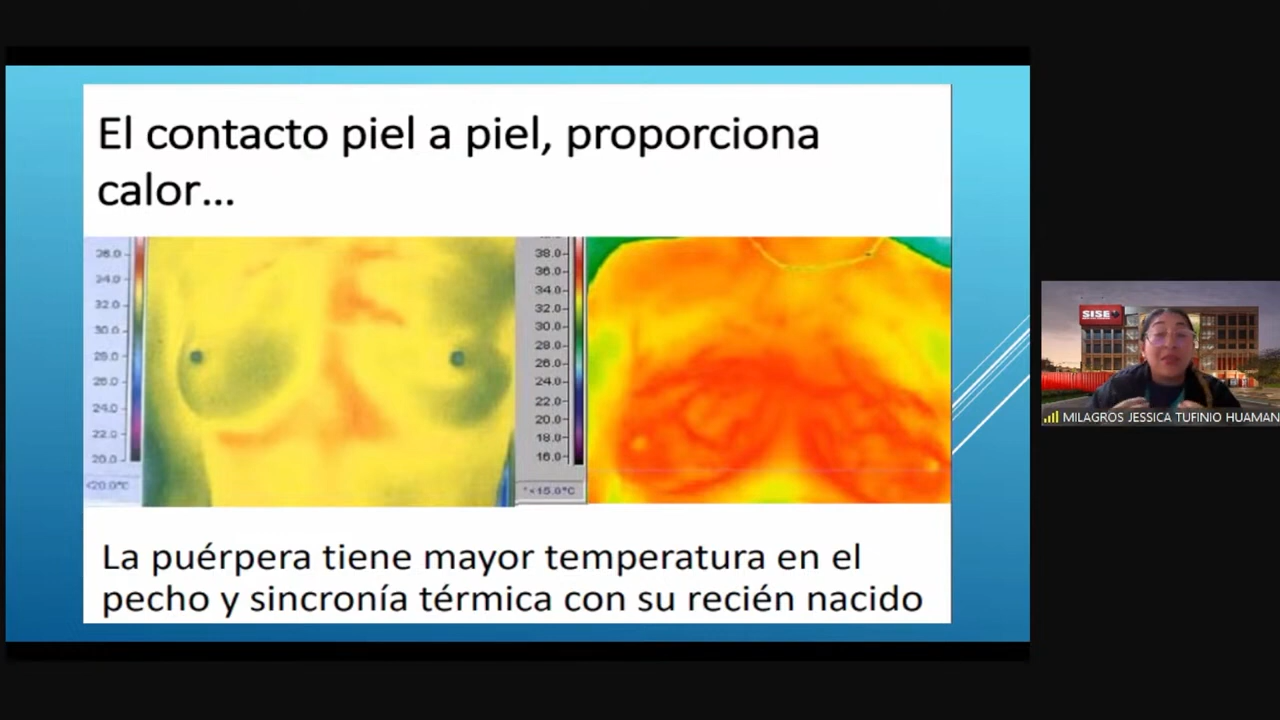 El contacto piel a piel, proporciona
calor...
36.0
34.0
32.0
30.0
28.0
26.0
24.0
22.0
20.0
<20.0°C
38.0
36.0
34.0
32.0
30.0
28.0
26.0
24.0
22.0
20.0
18.0
16.0
*<15.0°C
La puérpera tiene mayor temperatura en el
pecho y sincronía térmica con su recién nacido
SISE
MILAGROS JESSICA TUFINIO HUAMAN